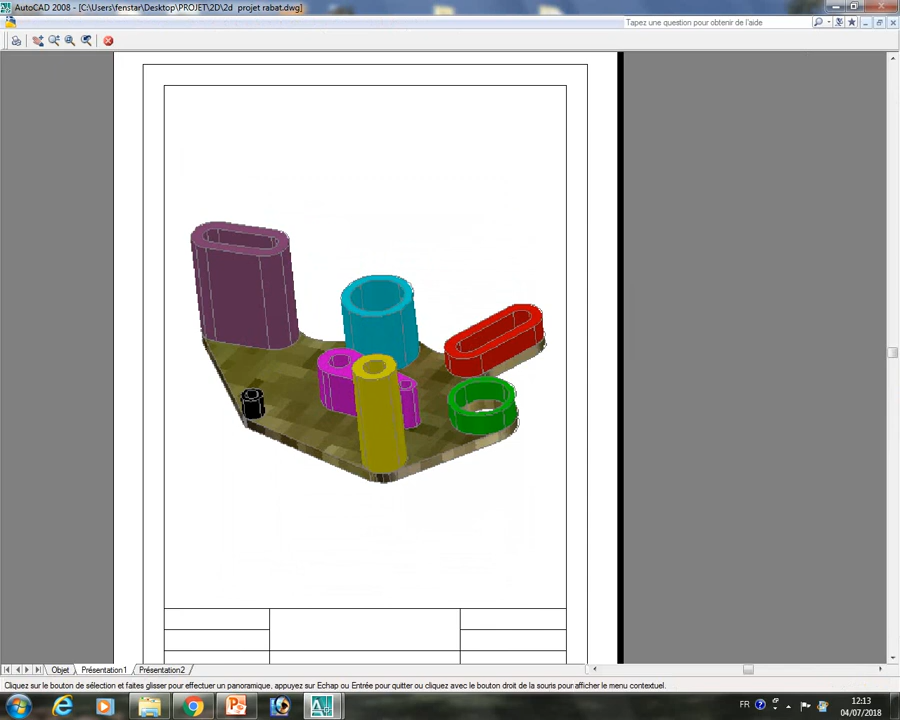 AutoCAD 2008 - [C:\Users\fenstar\Desktop\PROJET\2D\2d projet rabat.dwg]
Tapez une question pour obtenir de l'aide
Objet Présentation1 Présentation2
Cliquez sur le bouton de sélection et faites glisser pour effectuer un panoramique, appuyez sur Echap ou Entrée pour quitter ou cliquez avec le bouton droit de la souris pour afficher le menu contextuel.
FR
12:13
04/07/2018